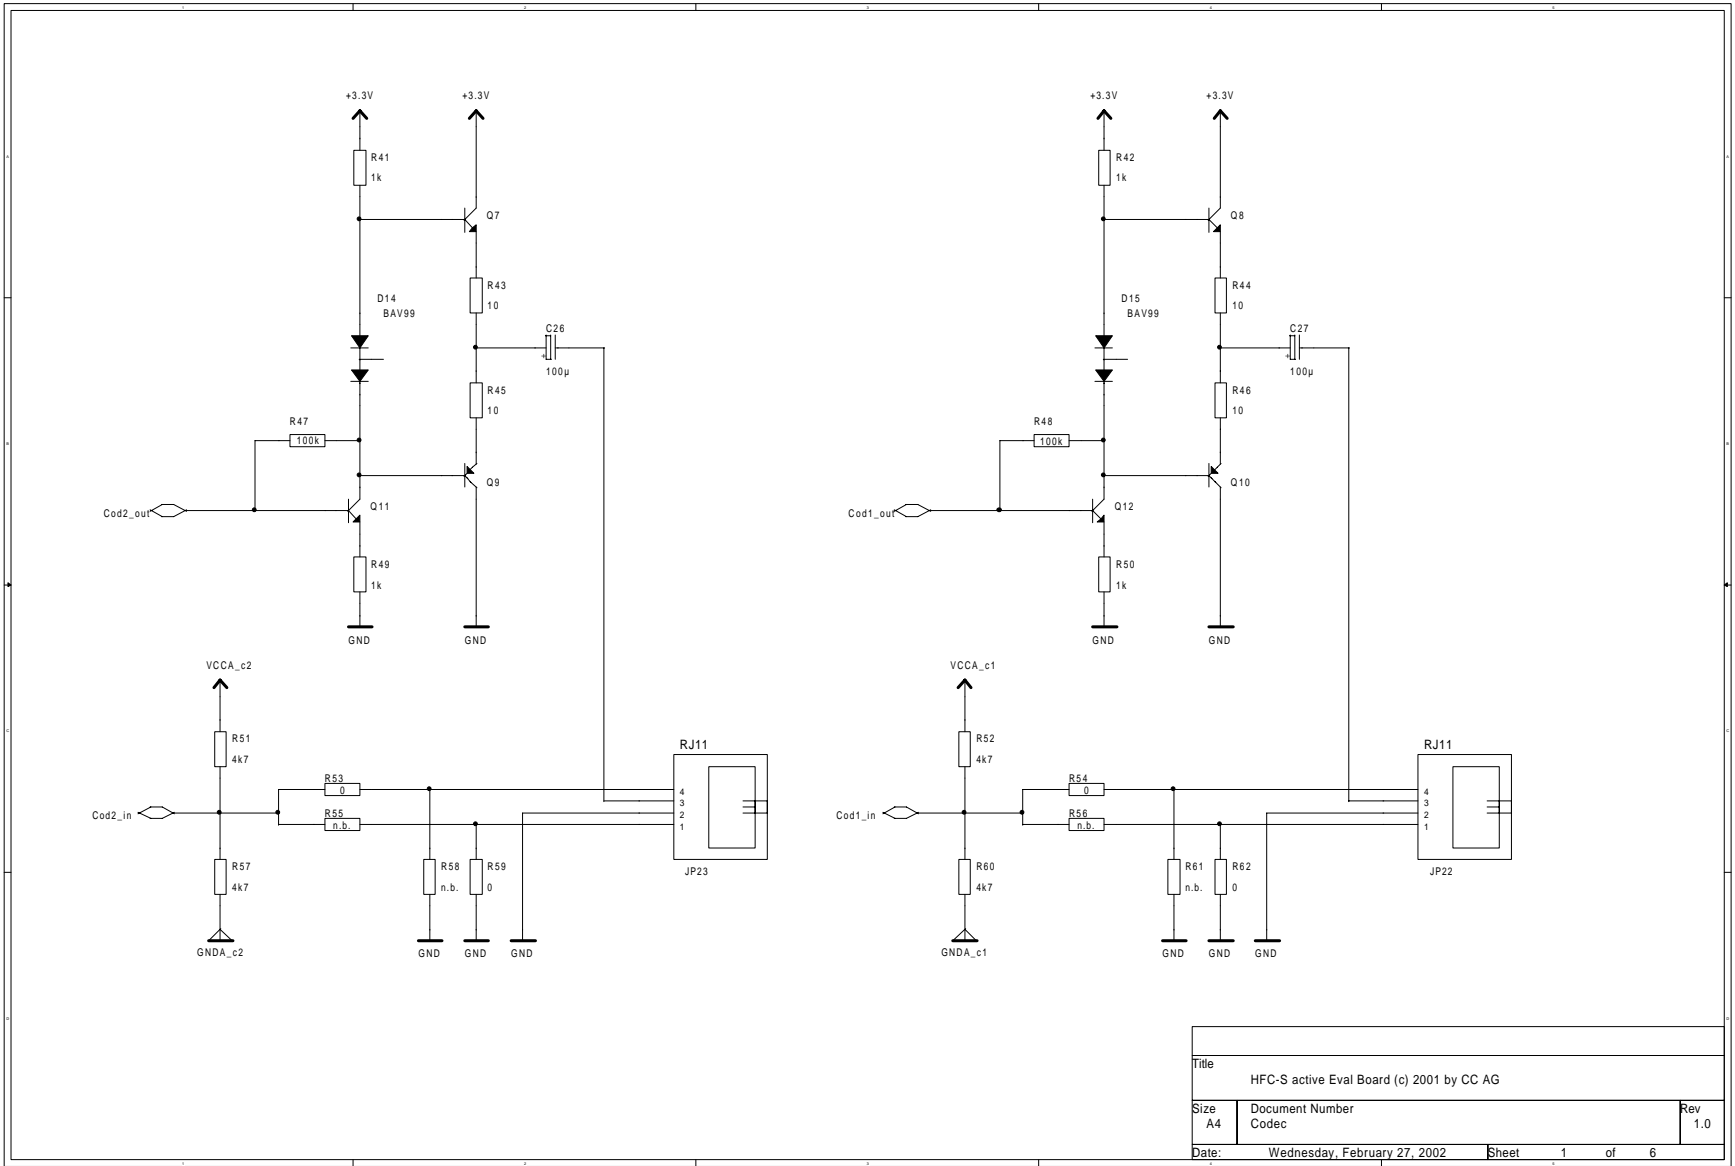 +3.3V +3.3V +3.3V +3.3V
R41 R42
1k 1k
Q7 Q8
R43 R44
10 10
D14 D15
BAV99 BAV99
C26 C27
+ +
100µ 100µ
R45 R46
10 10
R47 R48
100k 100k
Q9 Q10
Cod2_out Q11 Cod1_out Q12
R49 R50
1k 1k
GND GND GND GND
VCCA_c2 VCCA_c1
R51 R52
4k7 4k7
RJ11 RJ11
R53 R54
0 0
4 4
3 3
2 2
1 1
Cod2_in Cod1_in
R55 R56
n.b. n.b.
R57 R58 R59 R60 R61 R62
4k7 n.b. 0 4k7 n.b. 0
JP23 JP22
GNDA_c2 GND GND GND GNDA_c1 GND GND GND
Title
HFC-S active Eval Board (c) 2001 by CC AG
Size Document Number Rev
A4 Codec 1.0
Date: Wednesday, February 27, 2002 Sheet 1 of 6